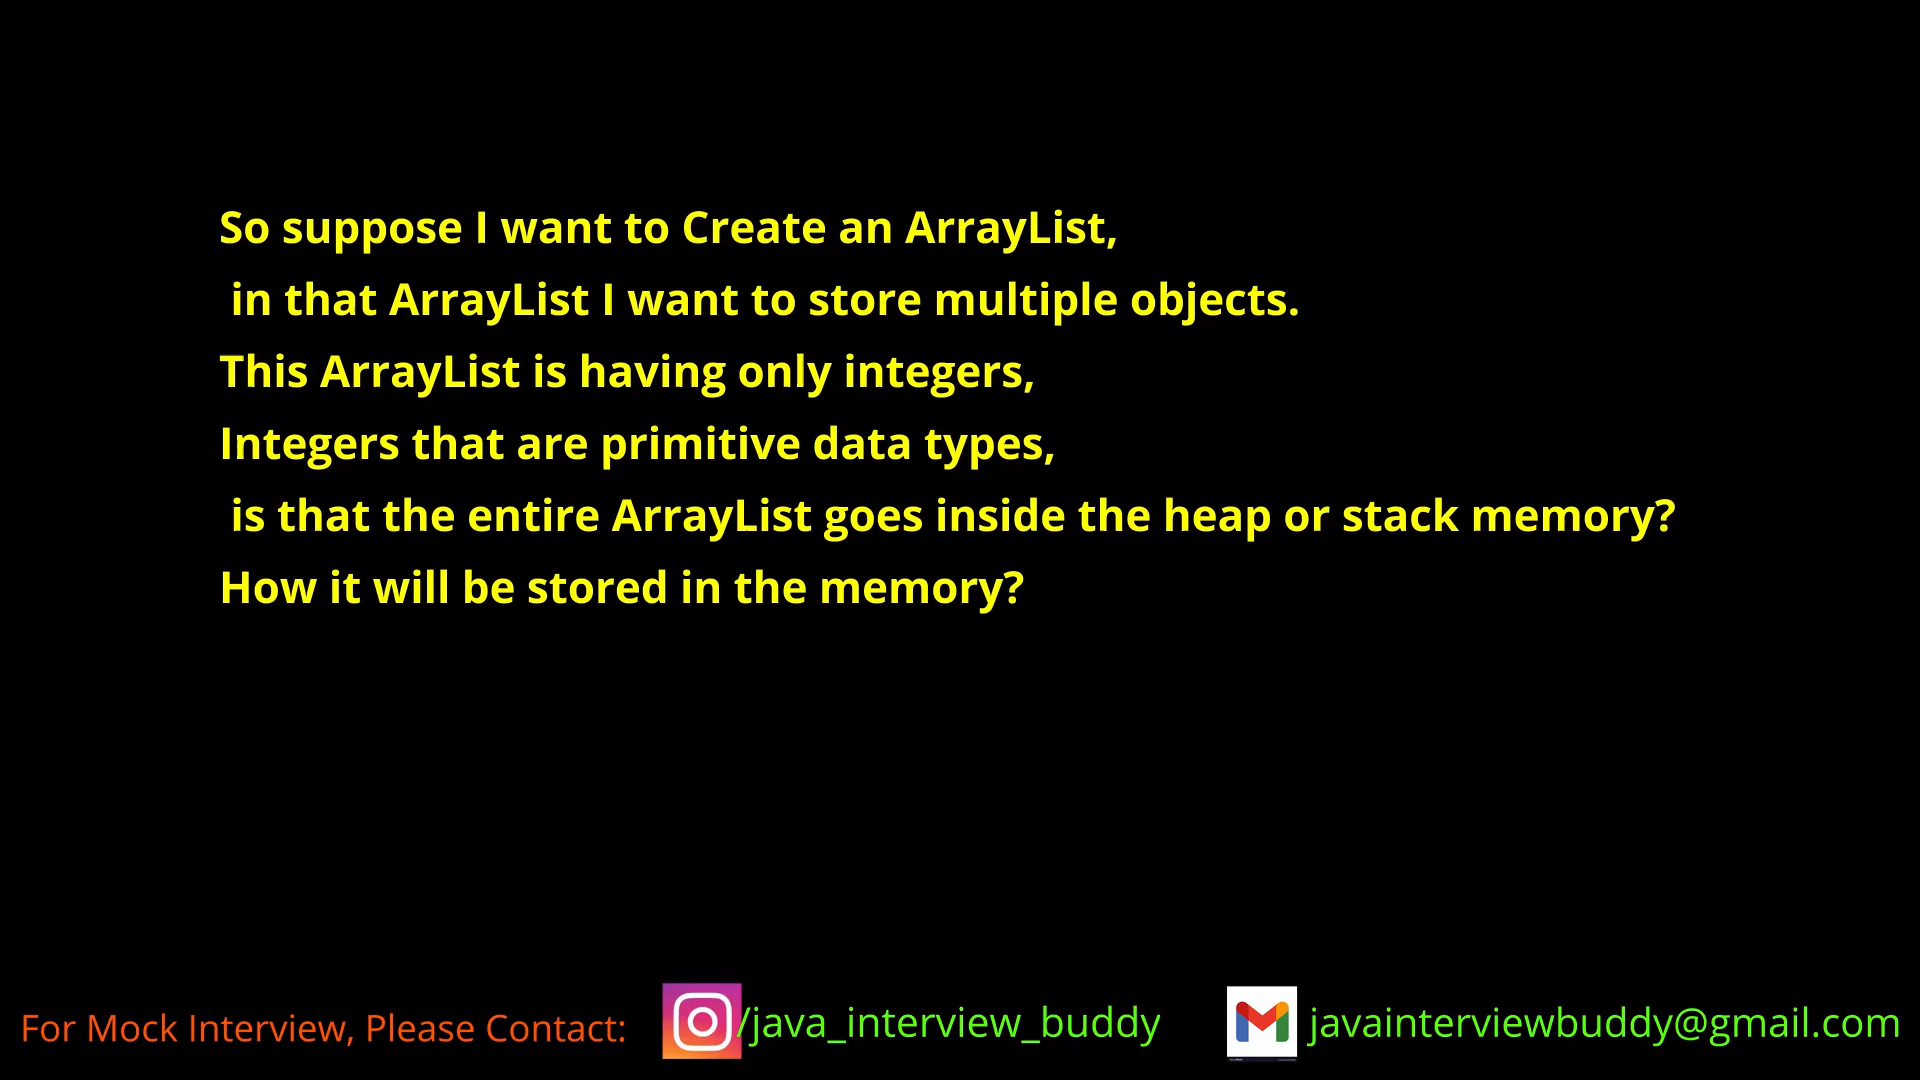 So suppose I want to Create an ArrayList,
in that ArrayList I want to store multiple objects.
This ArrayList is having only integers,
Integers that are primitive data types,
is that the entire ArrayList goes inside the heap or stack memory?
How it will be stored in the memory?
For Mock Interview, Please Contact: /java_interview_buddy javainterviewbuddy@gmail.com